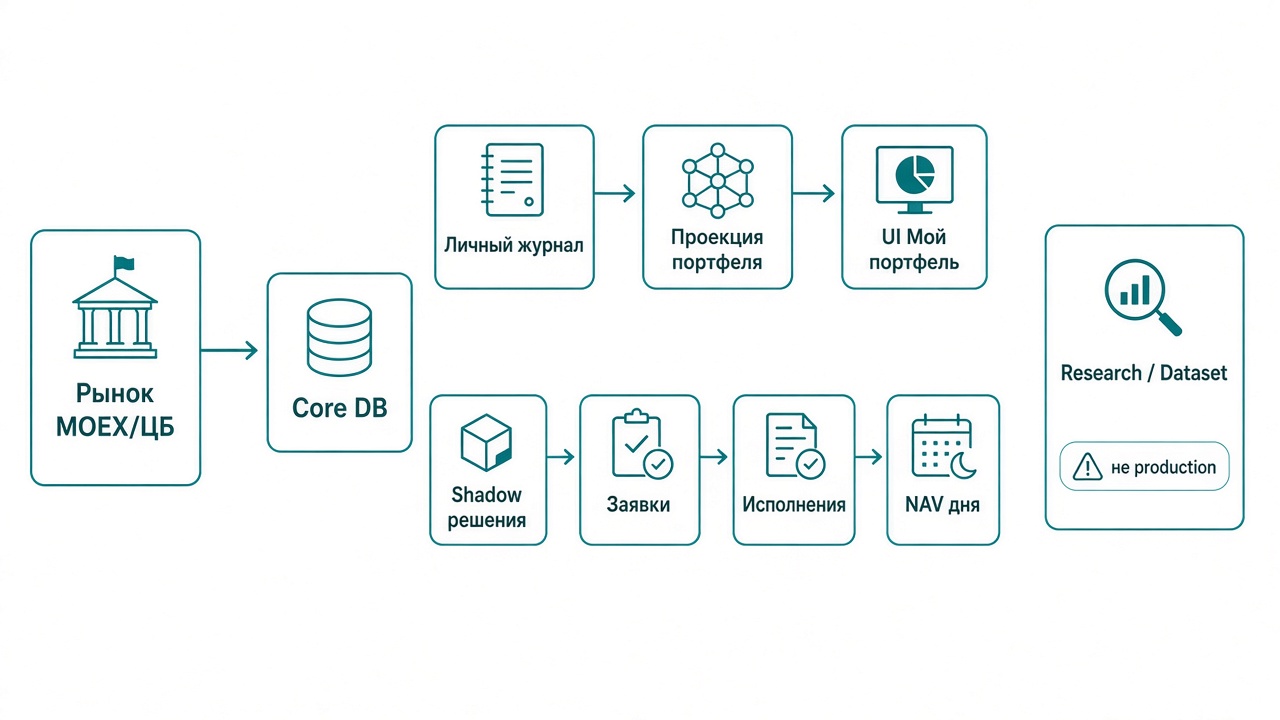 Рынок
МОЕХ/ЦБ
Core DB
Личный журнал
Проекция
портфеля
UI Мой
портфель
Shadow
решения
Заявки
Исполнения
NAV дня
Research / Dataset
не production